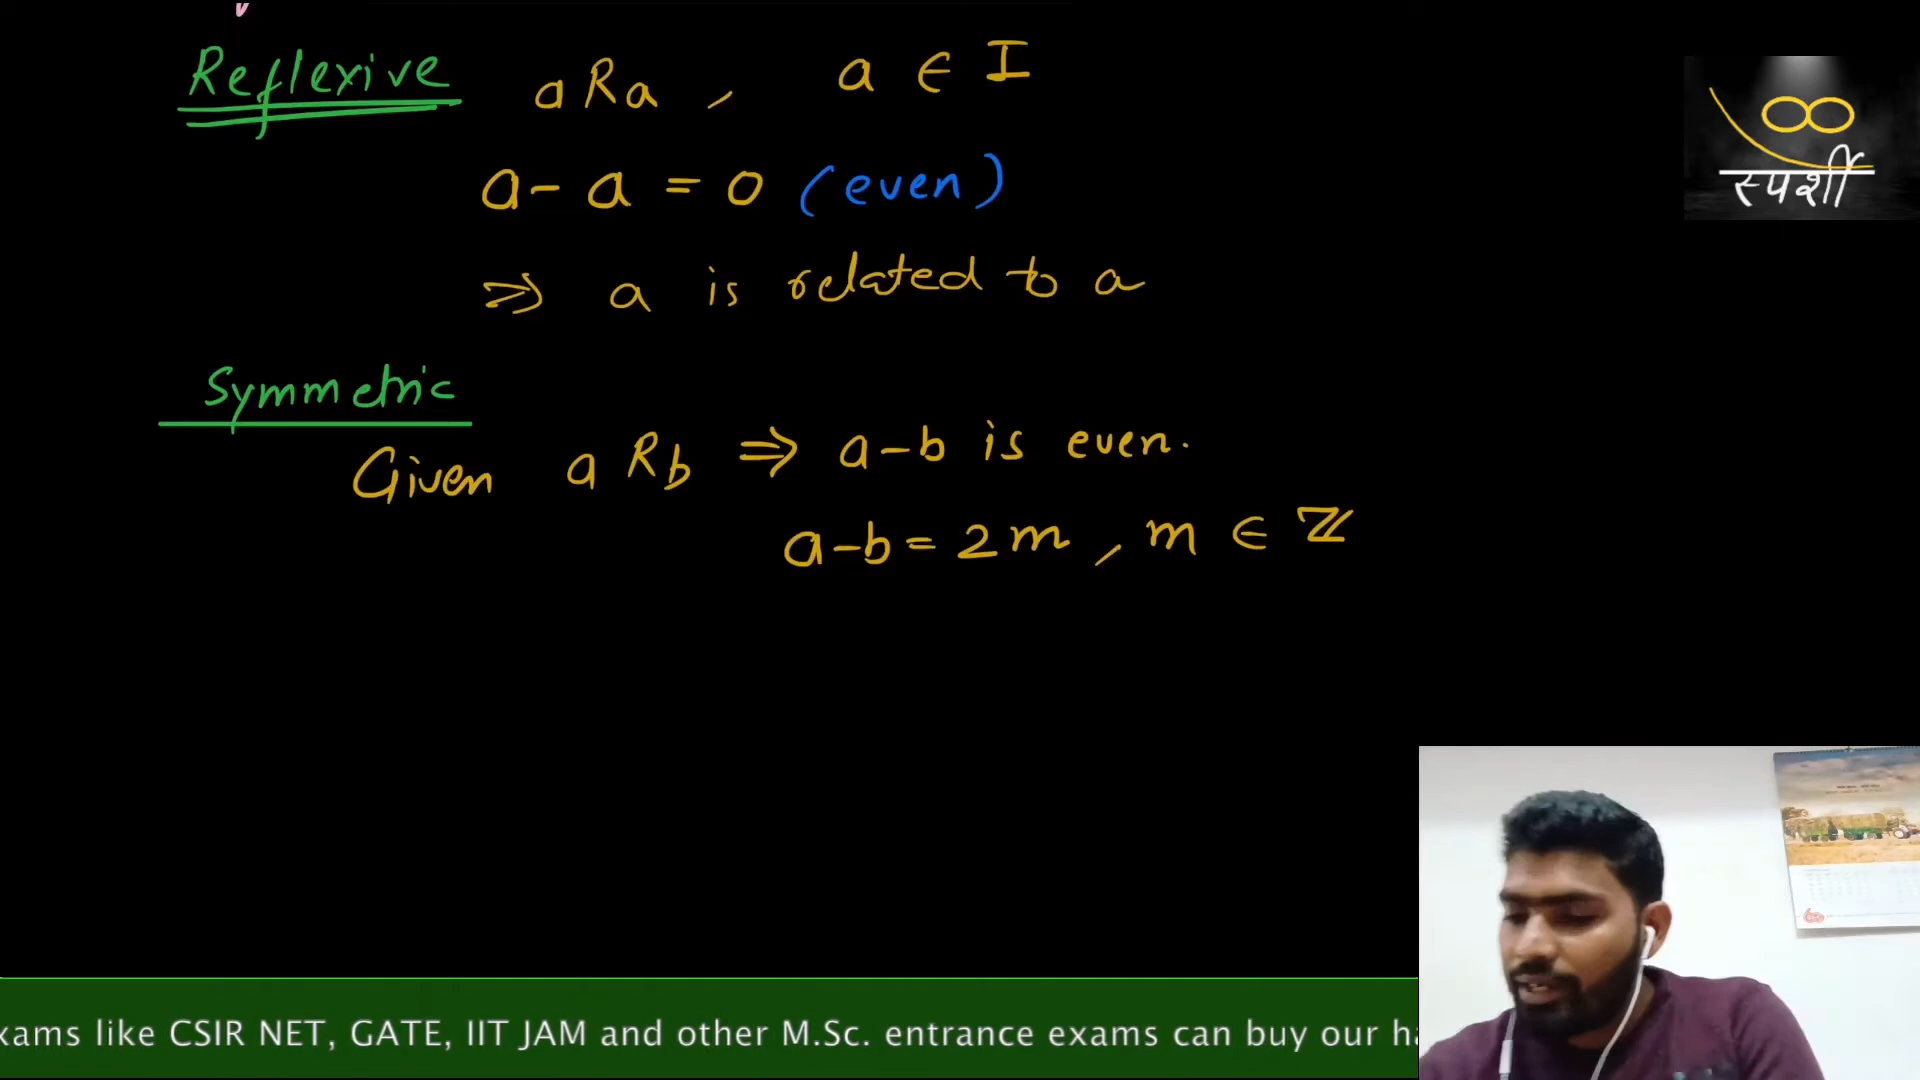 Reflexive aRa, a ∈ I
a - a = 0 (even)
⇒ a is related to a
Symmetric
Given aRb ⇒ a-b is even.
a-b = 2m, m ∈ ℤ
स्पर्शी
xams like CSIR NET, GATE, IIT JAM and other M.Sc. entrance exams can buy our ha